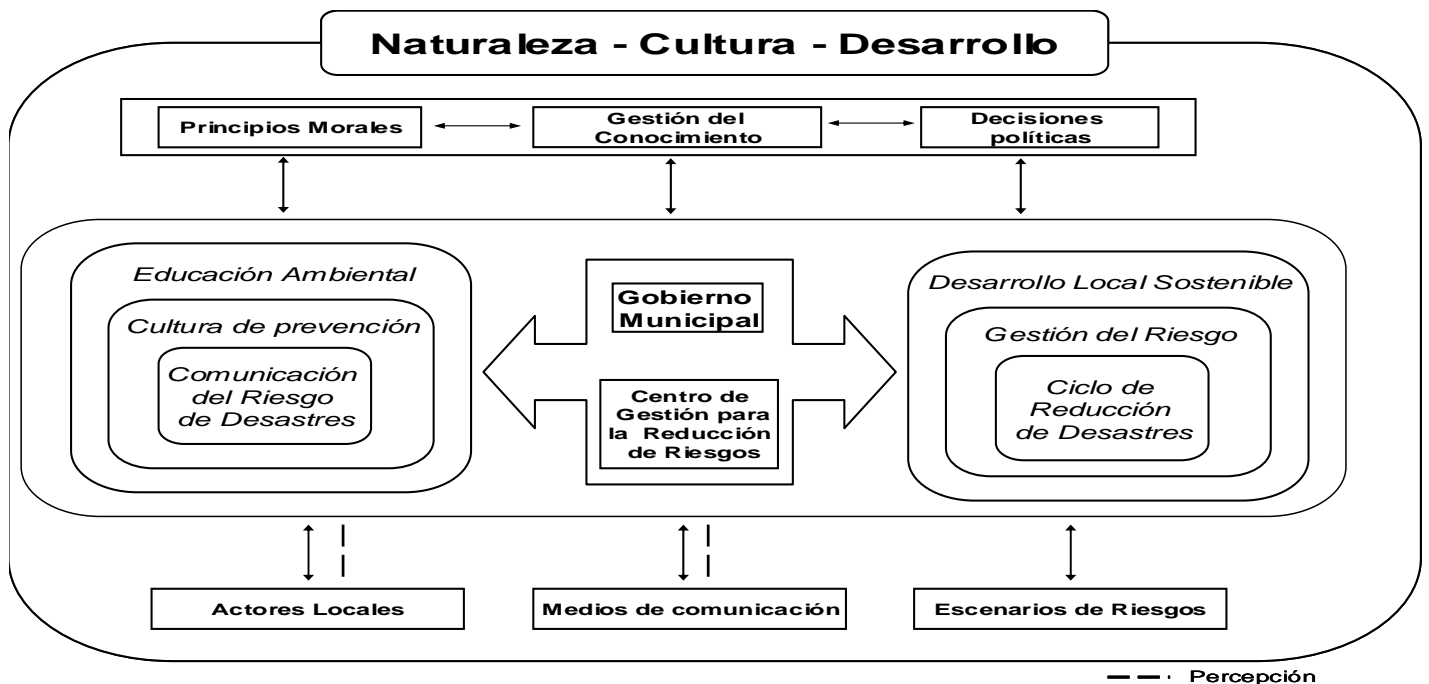 Naturaleza - Cultura - Desarrollo
Principios Morales
Gestión del
Conocimiento
Decisiones
políticas
Educación Ambiental
Cultura de prevención
Comunicación
del Riesgo
de Desastres
Gobierno
Municipal
Centro de
Gestión para
la Reducción
de Riesgos
Desarrollo Local Sostenible
Gestión del Riesgo
Ciclo de
Reducción
de Desastres
Actores Locales
Medios de comunicación
Escenarios de Riesgos
Percepción